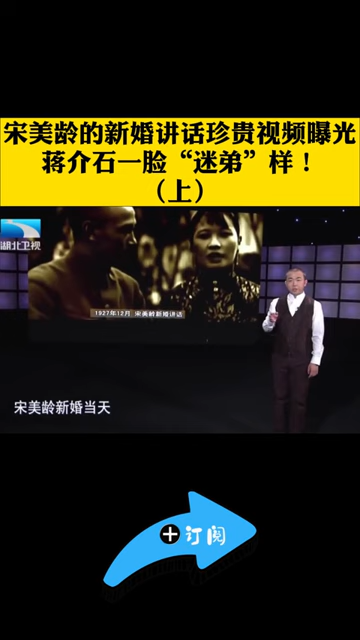 宋美龄的新婚讲话珍贵视频曝光
蒋介石一脸“迷弟”样！
（上）
湖北卫视
1927年12月 宋美龄新婚讲话
宋美龄新婚当天
+订阅